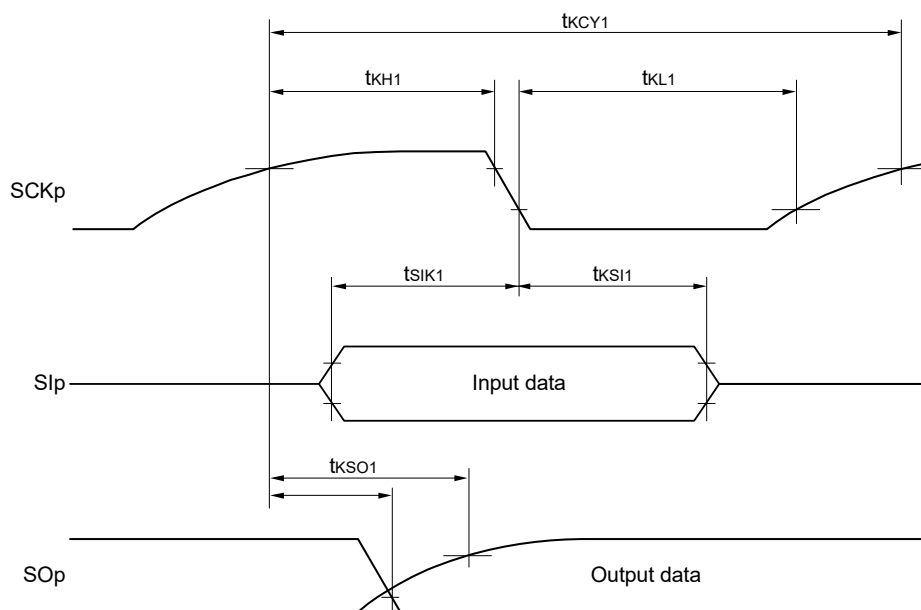 tKCY1
tKH1
tKL1
SCKp
tSIK1
tKSI1
SIp
Input data
tKSO1
SOp
Output data